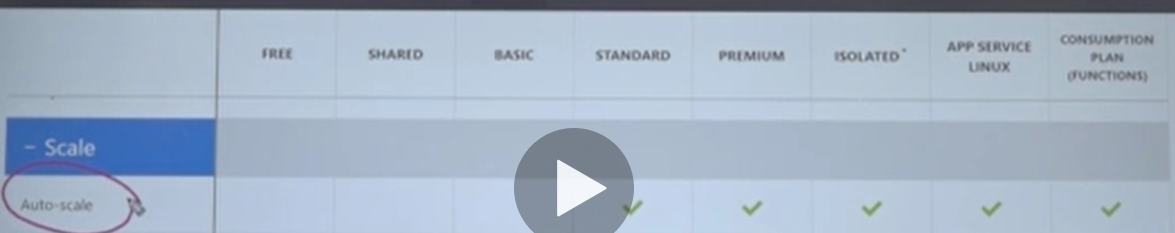 FREE
SHARED
BASIC
STANDARD
PREMIUM
ISOLATED*
APP SERVICE
LINUX
CONSUMPTION
PLAN
(FUNCTIONS)
– Scale
Auto-scale